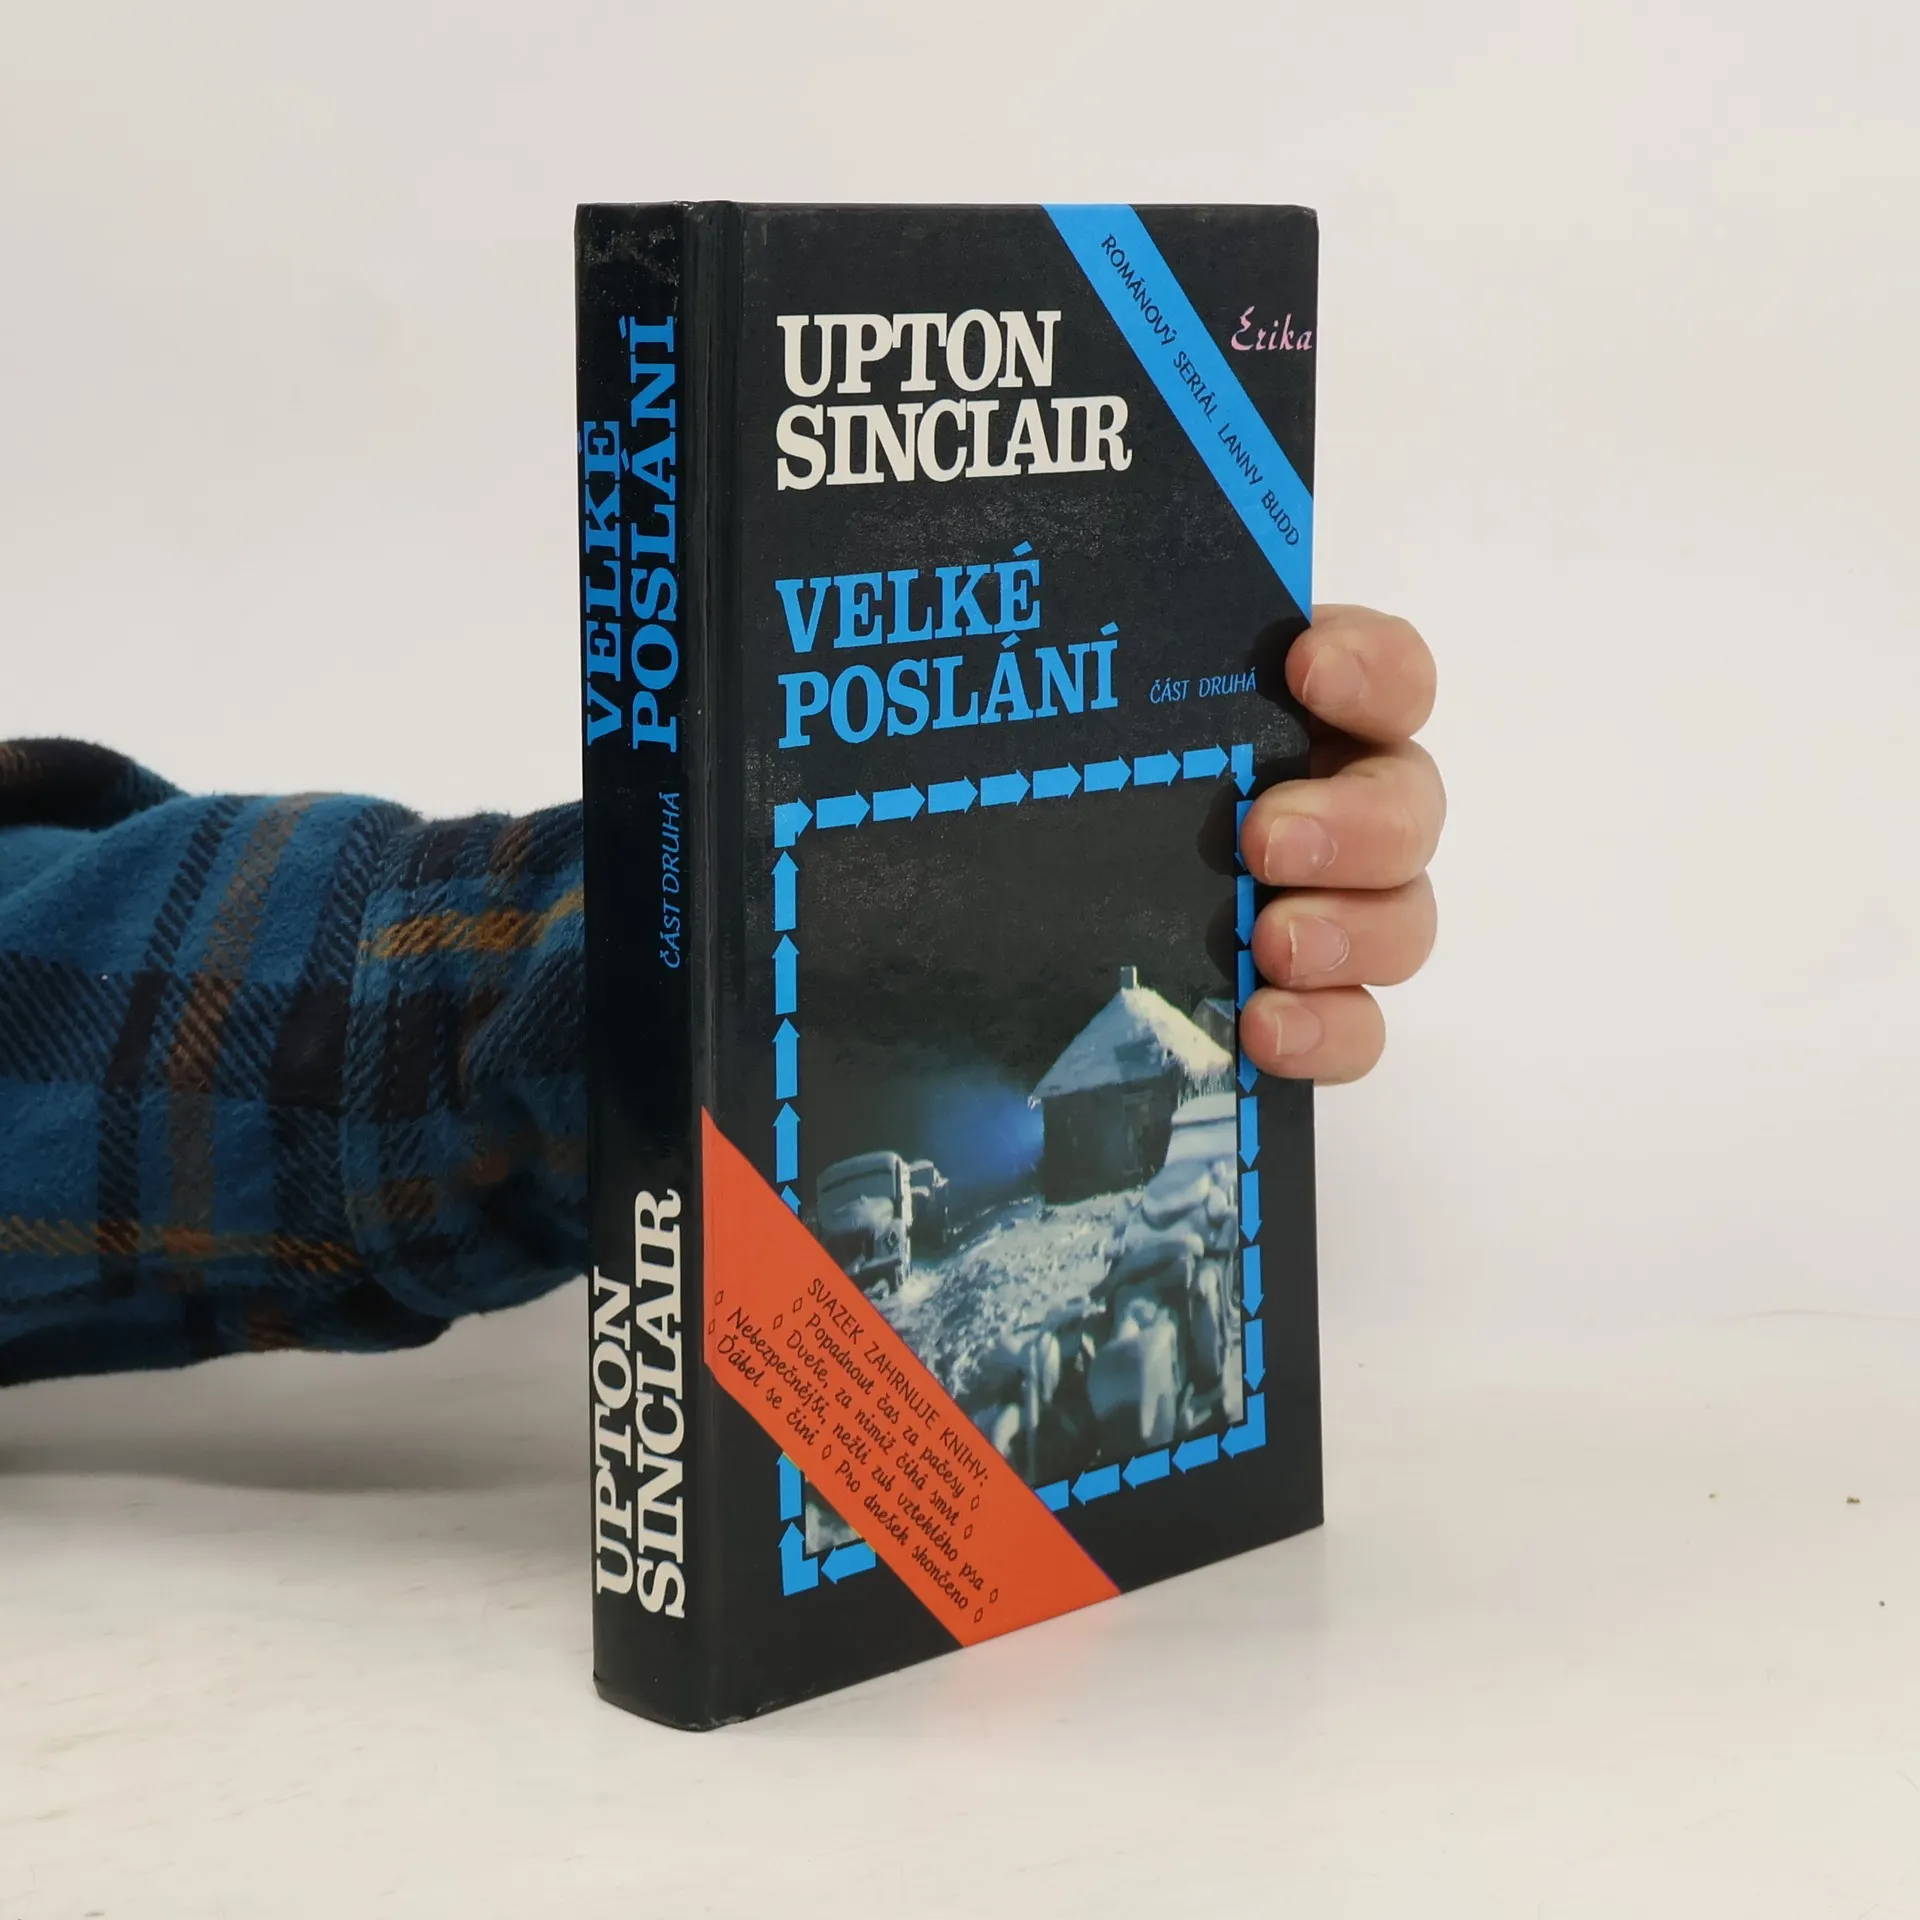 VELKÉ
POSLÁNÍ
ČÁST DRUHÁ
UPTON
SINCLAIR
UPTON
SINCLAIR
ROMÁNOVÝ SERIÁL LANNY BUDD
Erika
VELKÉ
POSLÁNÍ
ČÁST DRUHÁ
SVAZEK ZAHRNUJE KNIHY:
◊ Popadnout čas za pačesy ◊
◊ Dveře, za nimiž číhá smrt ◊
◊ Nebezpečnější, nežli zub vzteklého psa ◊
◊ Ďábel se činí ◊ Pro dnešek skončeno ◊